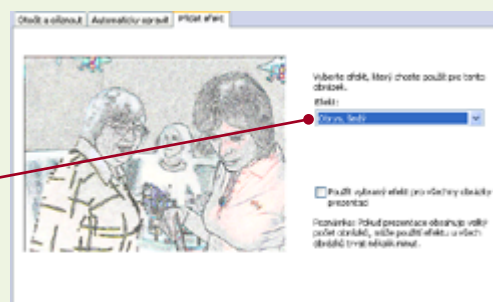 Otočit a oříznout Automaticky opravit Přidat efekt
Vyberte efekt, který chcete použít pro tento
obrázek.
Efekt:
Obrys, šedý
Použít vybraný efekt pro všechny obrázky
prezentaci
Poznámka: Pokud prezentace obsahuje velký
počet obrázků, může použití efektu u všech
obrázků trvat několik minut.